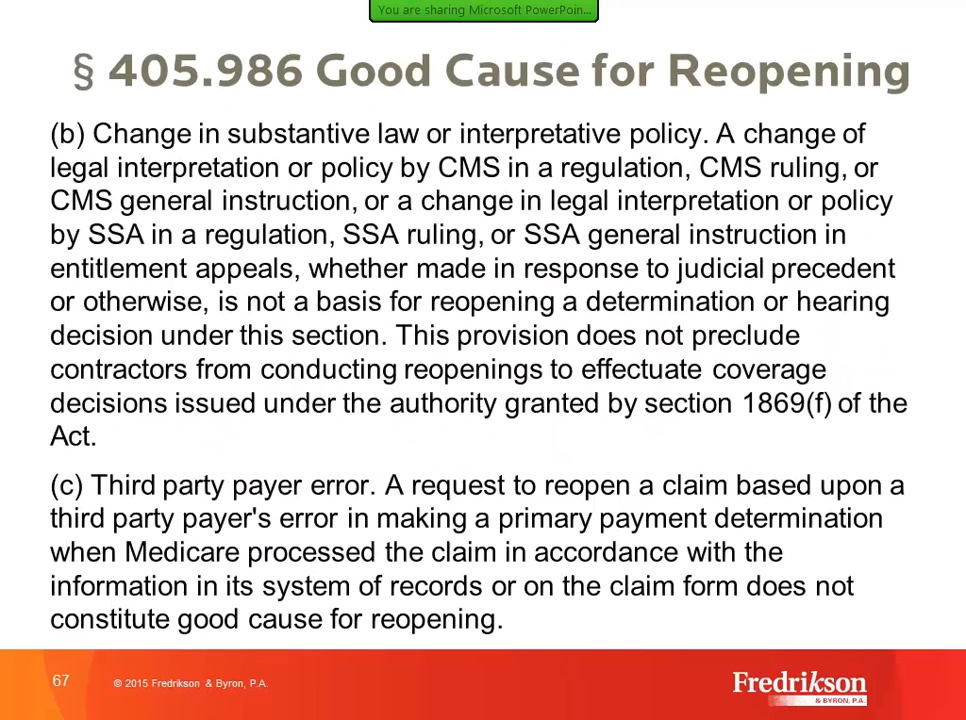 You are sharing Microsoft PowerPoin...
§ 405.986 Good Cause for Reopening
(b) Change in substantive law or interpretative policy. A change of
legal interpretation or policy by CMS in a regulation, CMS ruling, or
CMS general instruction, or a change in legal interpretation or policy
by SSA in a regulation, SSA ruling, or SSA general instruction in
entitlement appeals, whether made in response to judicial precedent
or otherwise, is not a basis for reopening a determination or hearing
decision under this section. This provision does not preclude
contractors from conducting reopenings to effectuate coverage
decisions issued under the authority granted by section 1869(f) of the
Act.
(c) Third party payer error. A request to reopen a claim based upon a
third party payer's error in making a primary payment determination
when Medicare processed the claim in accordance with the
information in its system of records or on the claim form does not
constitute good cause for reopening.
67
© 2015 Fredrikson & Byron, P.A.
Fredrikson
& BYRON, P.A.